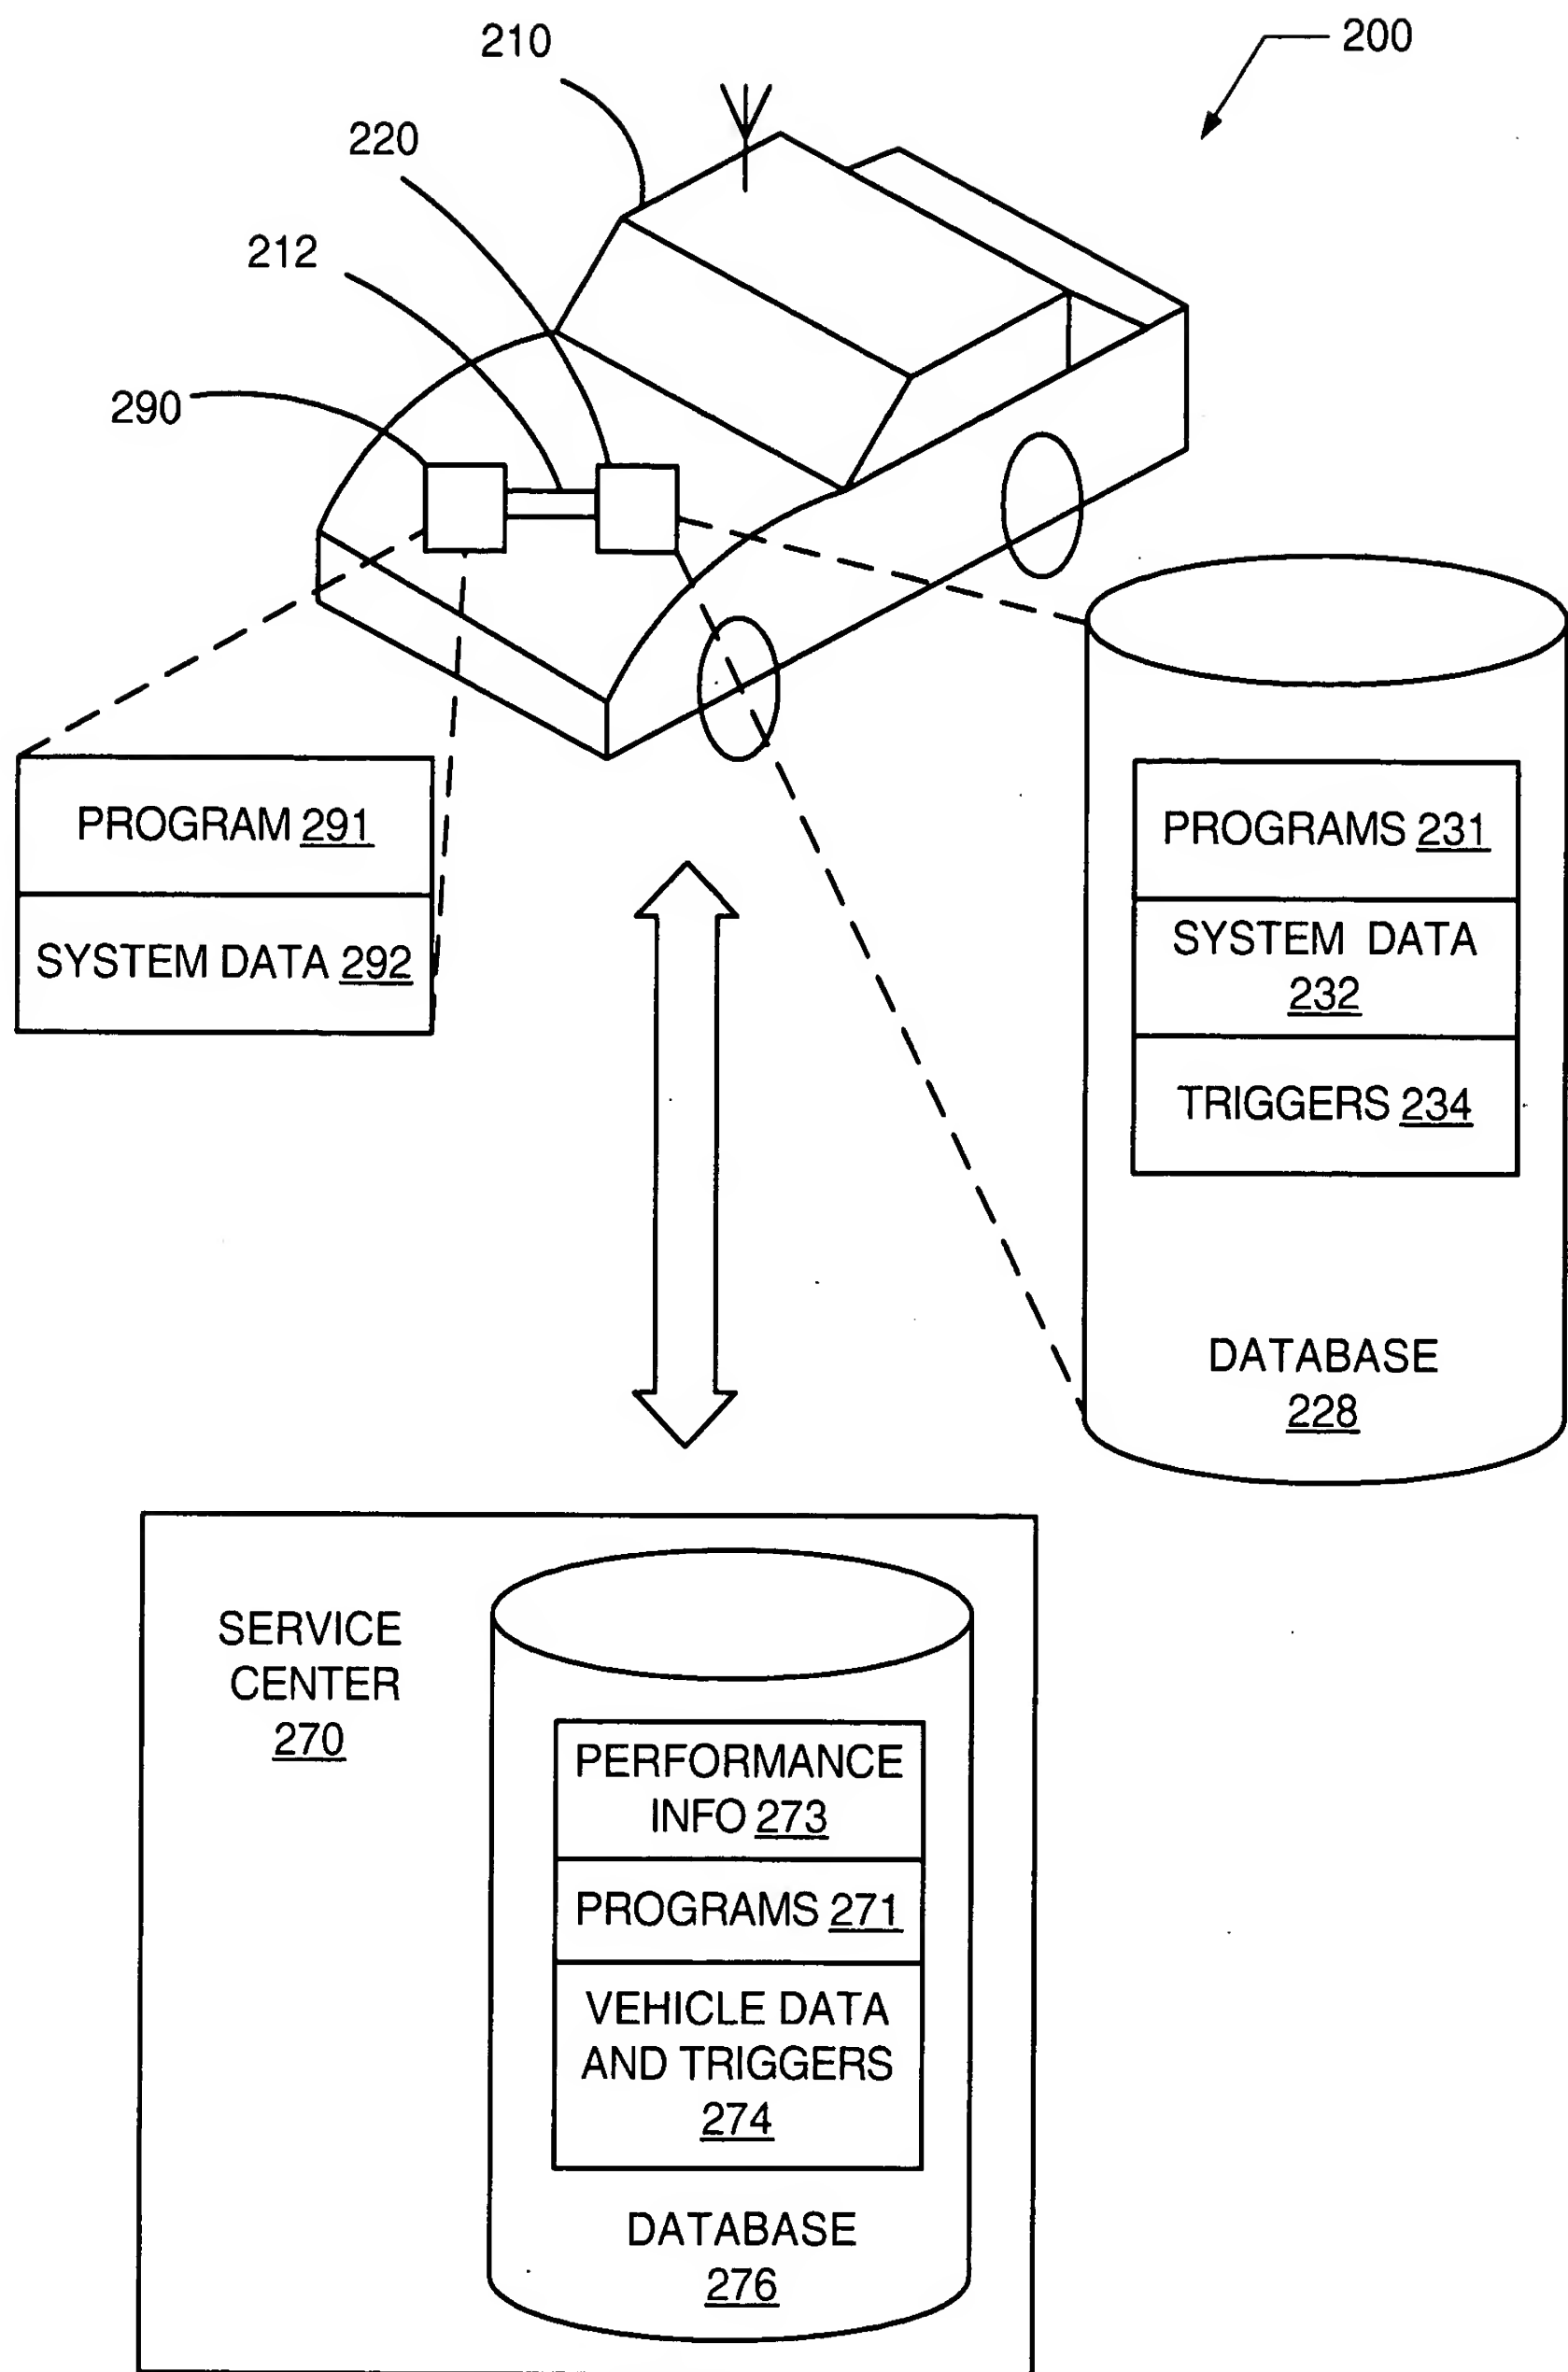 210
200
220
212
290
PROGRAM 291
SYSTEM DATA 292
PROGRAMS 231
SYSTEM DATA
232
TRIGGERS 234
DATABASE
228
SERVICE
CENTER
270
PERFORMANCE
INFO 273
PROGRAMS 271
VEHICLE DATA
AND TRIGGERS
274
DATABASE
276